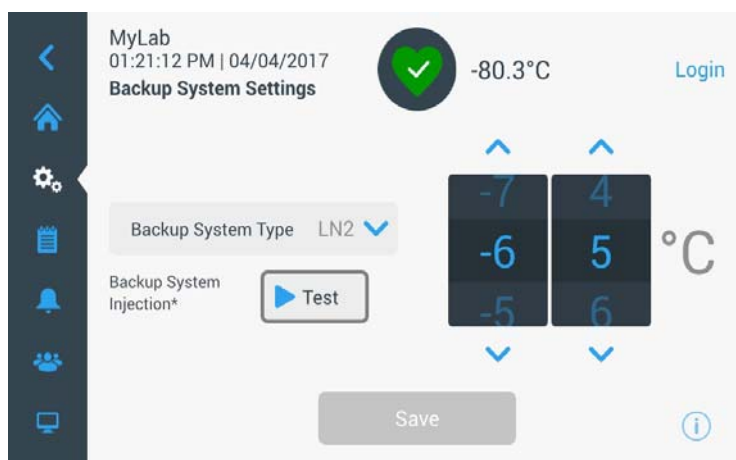 MyLab
01:21:12 PM | 04/04/2017
Backup System Settings
-80.3°C
Login
-7 4
Backup System Type LN2
-6 5 °C
Backup System
Injection*
Test
-5 6
Save
i